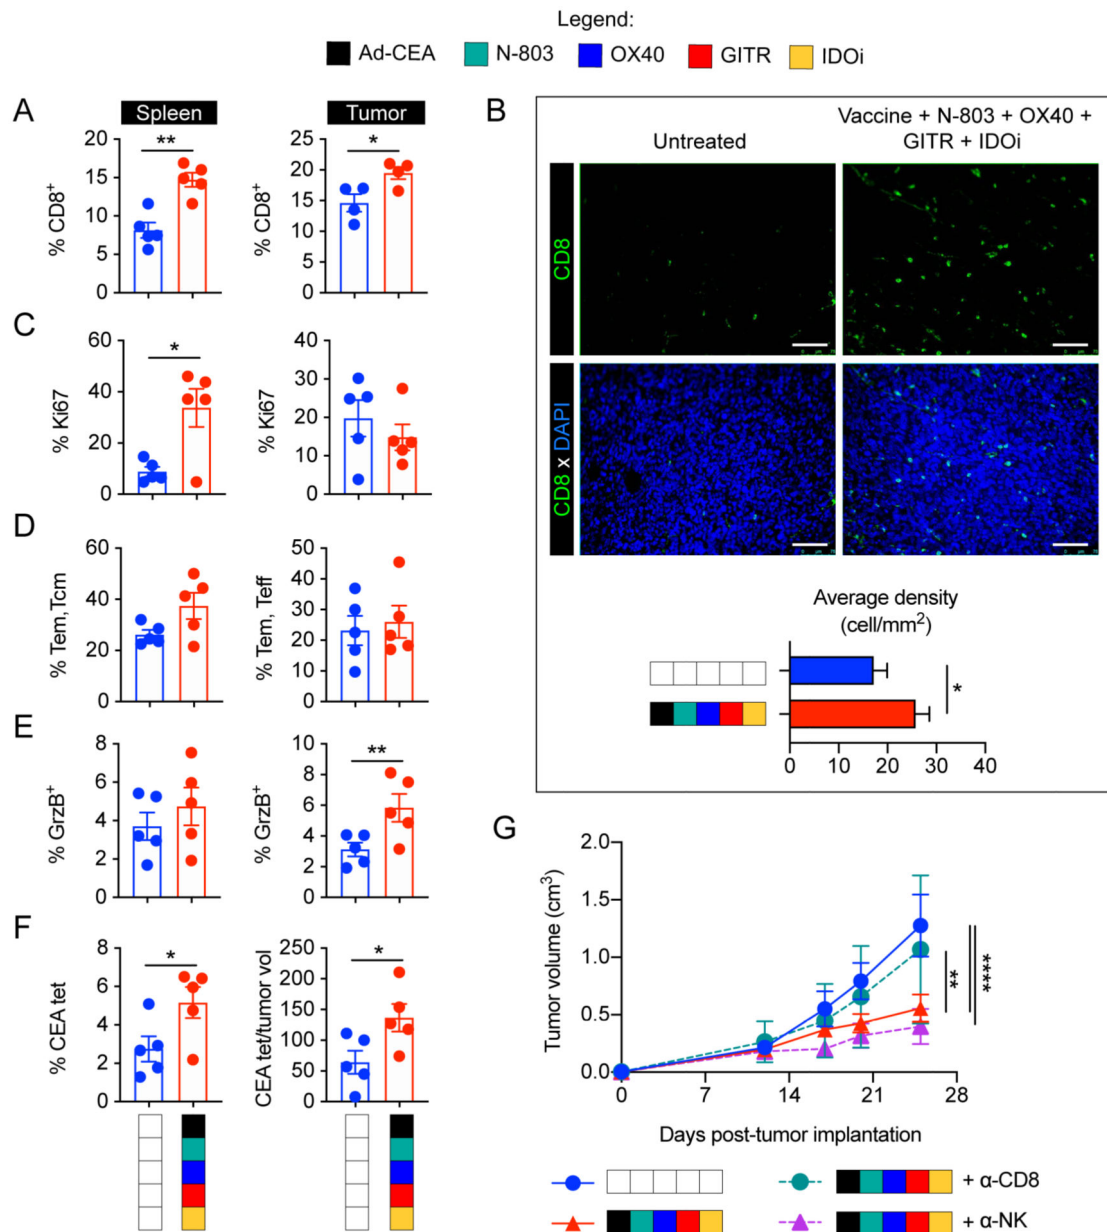 Legend:
Ad-CEA N-803 OX40 GITR IDOi
A
Spleen
Tumor
% CD8+
20
15
10
5
0
**
% CD8+
25
20
15
10
5
0
*
B
Untreated
Vaccine + N-803 + OX40 +
GITR + IDOi
CD8
CD8 x DAPI
Average density
(cell/mm²)
*
0 10 20 30 40
C
% Ki67
60
40
20
0
*
% Ki67
40
30
20
10
0
D
% Tem, Tcm
60
40
20
0
% Tem, Teff
50
40
30
20
10
0
E
% GrzB+
8
6
4
2
0
% GrzB+
10
8
6
4
2
0
**
F
% CEA tet
8
6
4
2
0
*
CEA tet/tumor vol
250
200
150
100
50
0
*
G
Tumor volume (cm³)
2.0
1.5
1.0
0.5
0.0
**
****
0 7 14 21 28
Days post-tumor implantation
+ α-CD8
+ α-NK